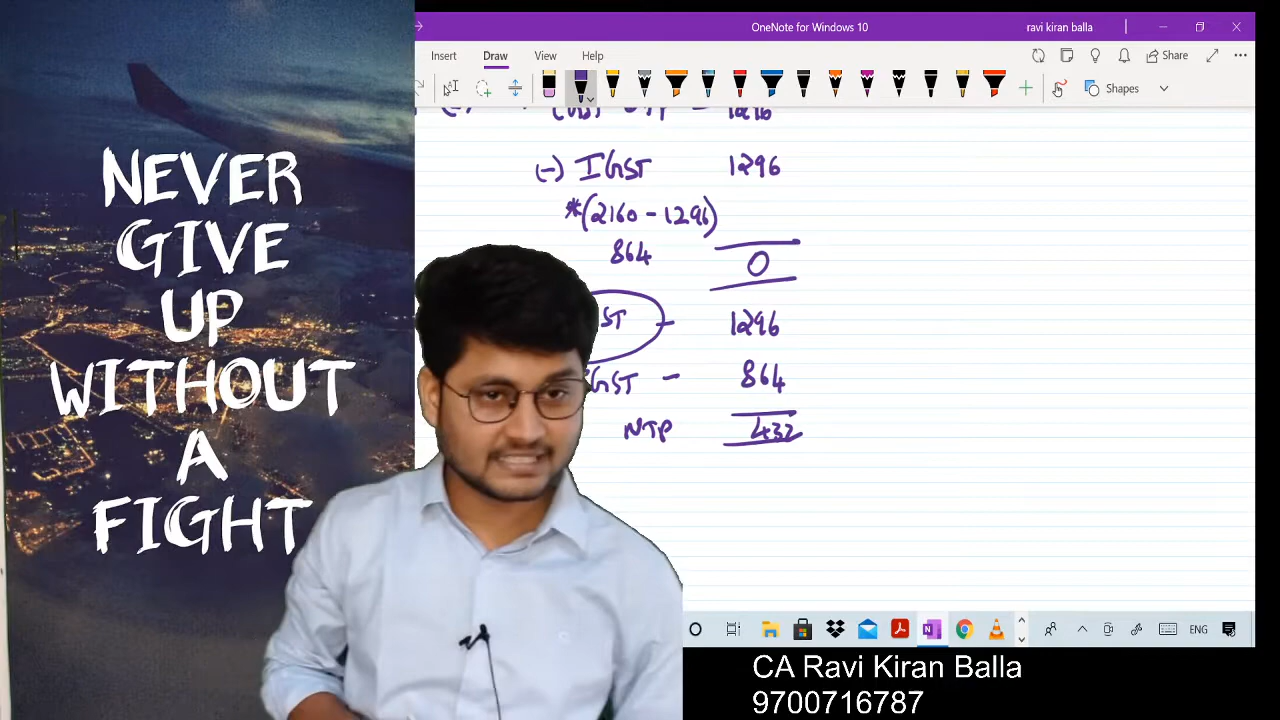 NEVER
GIVE
UP
WITHOUT
A
FIGHT
OneNote for Windows 10
ravi kiran balla
Insert Draw View Help
Share
Shapes
1296
(-) IGST 1296
*(2160 - 1296)
864 0
ST - 1296
GST - 864
NTP 432
ENG
CA Ravi Kiran Balla
9700716787